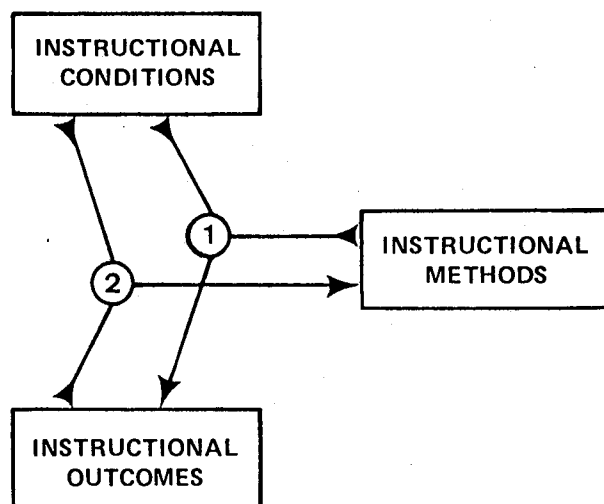 INSTRUCTIONAL
CONDITIONS
1
INSTRUCTIONAL
METHODS
2
INSTRUCTIONAL
OUTCOMES